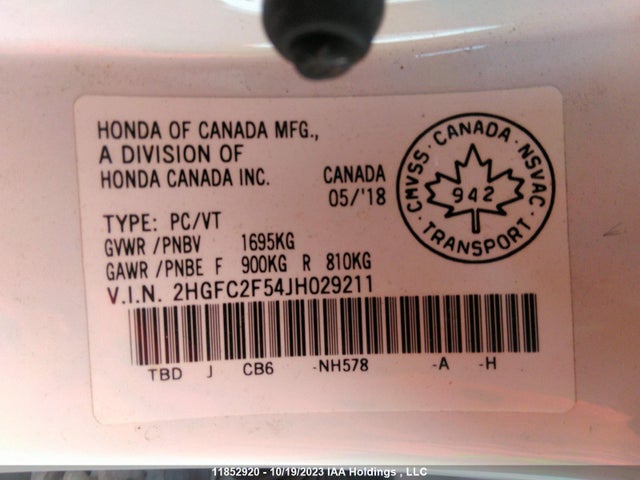 HONDA OF CANADA MFG.,
A DIVISION OF
HONDA CANADA INC.
CANADA
05/'18
CMVSS · CANADA · NSVAC
942
TRANSPORT
TYPE: PC/VT
GVWR /PNBV 1695KG
GAWR /PNBE F 900KG R 810KG
V.I.N. 2HGFC2F54JH029211
TBD J CB6 -NH578 -A -H
11852920 - 10/19/2023 IAA Holdings , LLC